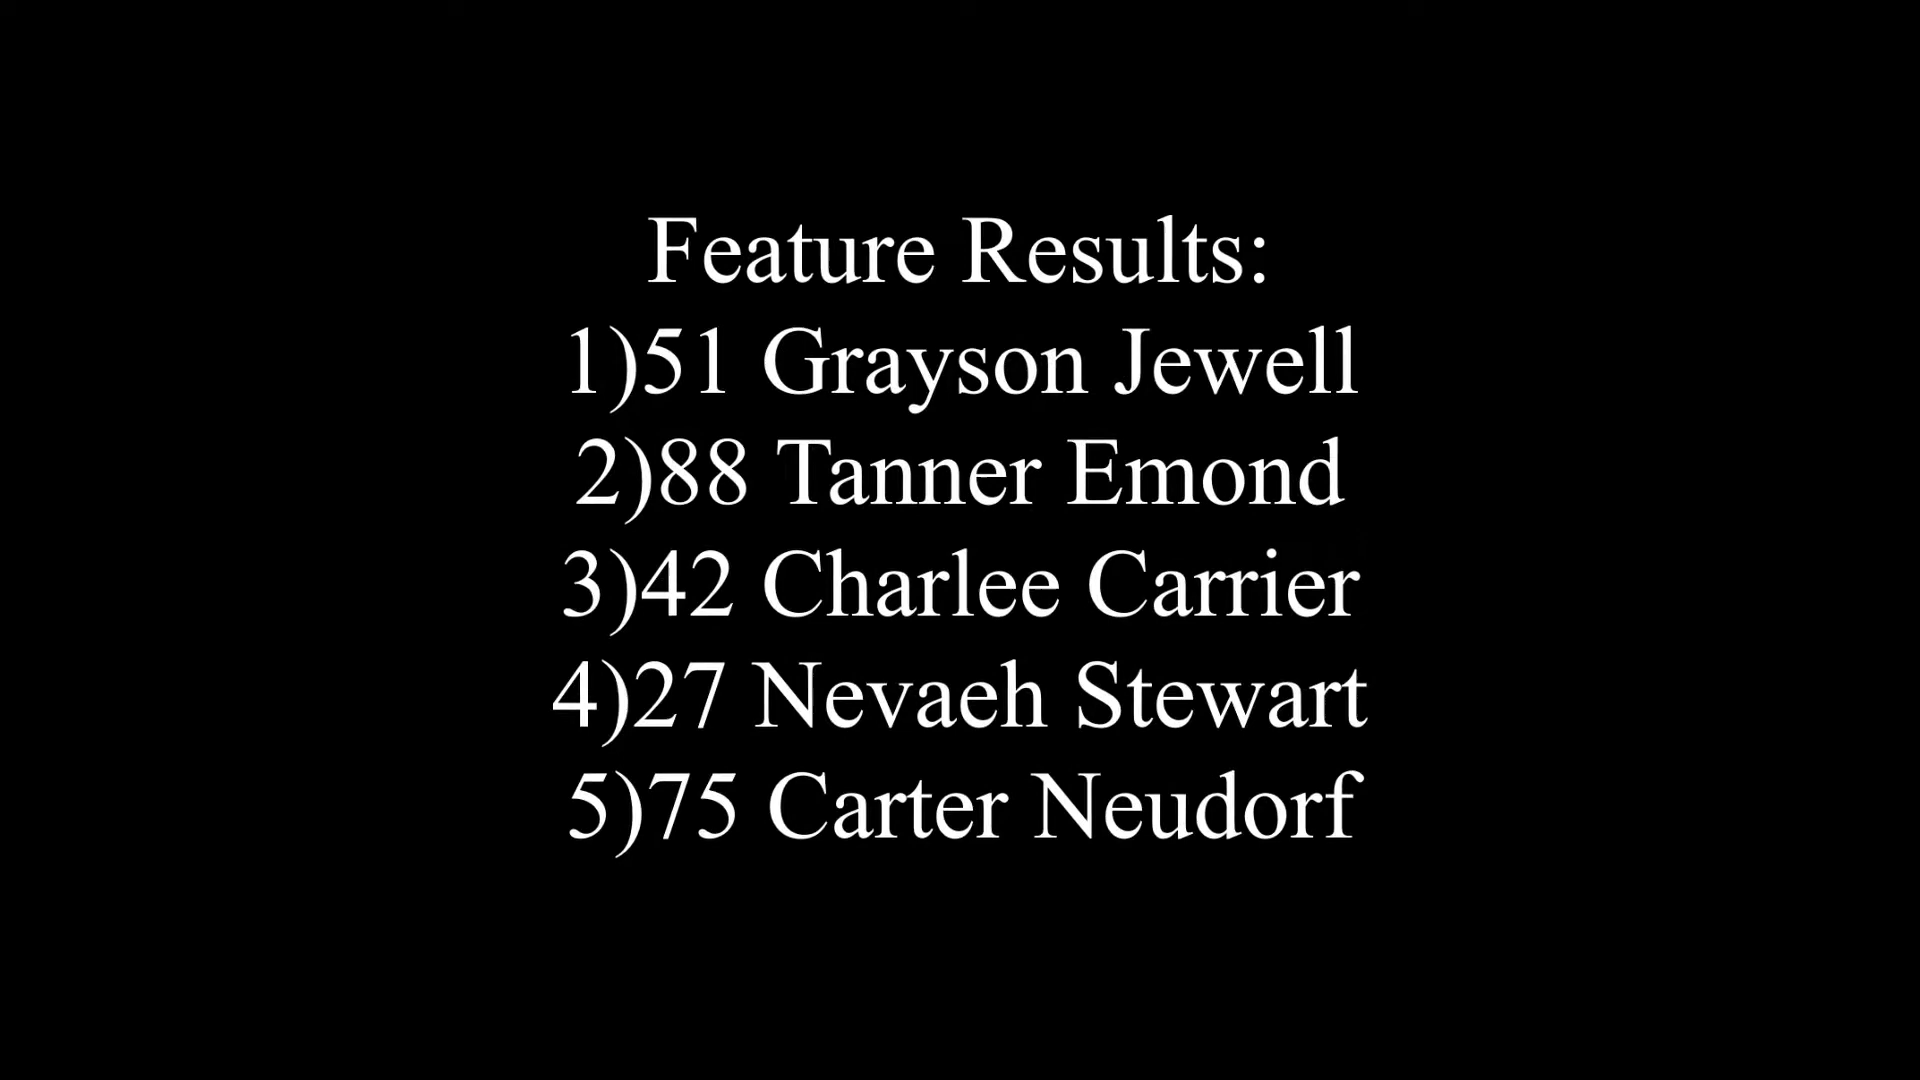 Feature Results:
1)51 Grayson Jewell
2)88 Tanner Emond
3)42 Charlee Carrier
4)27 Nevaeh Stewart
5)75 Carter Neudorf